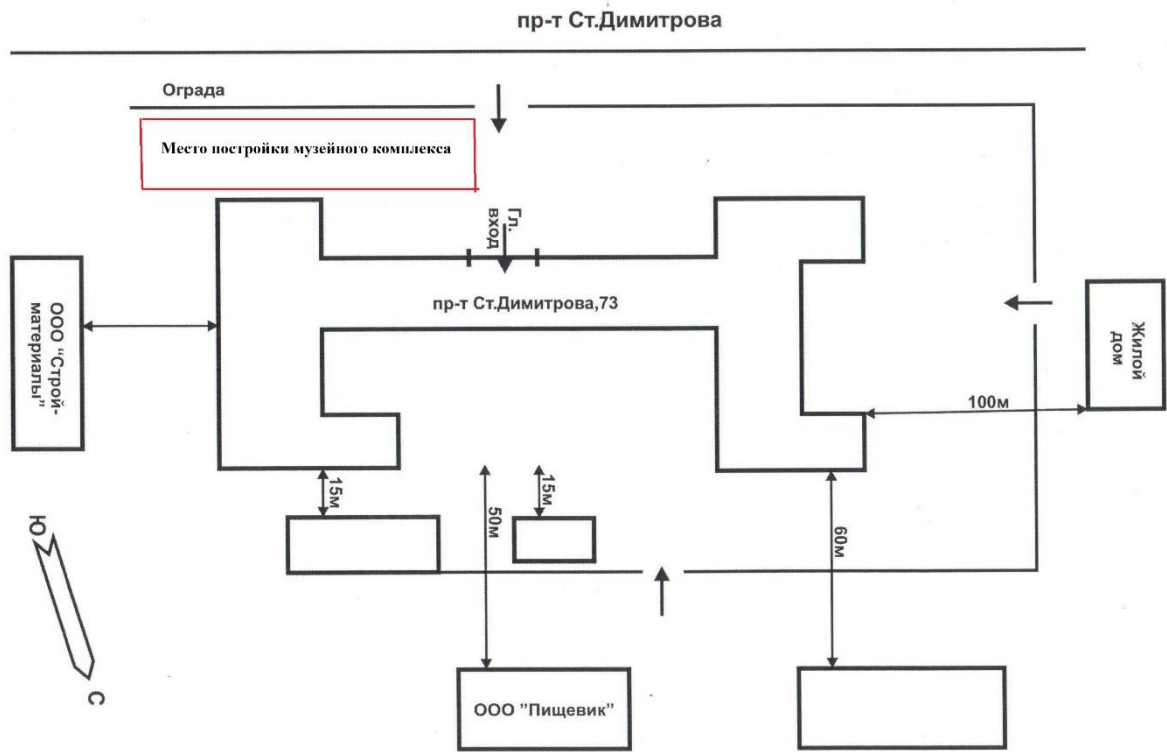 пр-т Ст.Димитрова
Ограда
Место постройки музейного комплекса
Гл.
вход
пр-т Ст.Димитрова,73
ООО "Строй-
материалы"
Жилой
дом
100м
15м
50м
15м
60м
Ю
С
ООО "Пищевик"